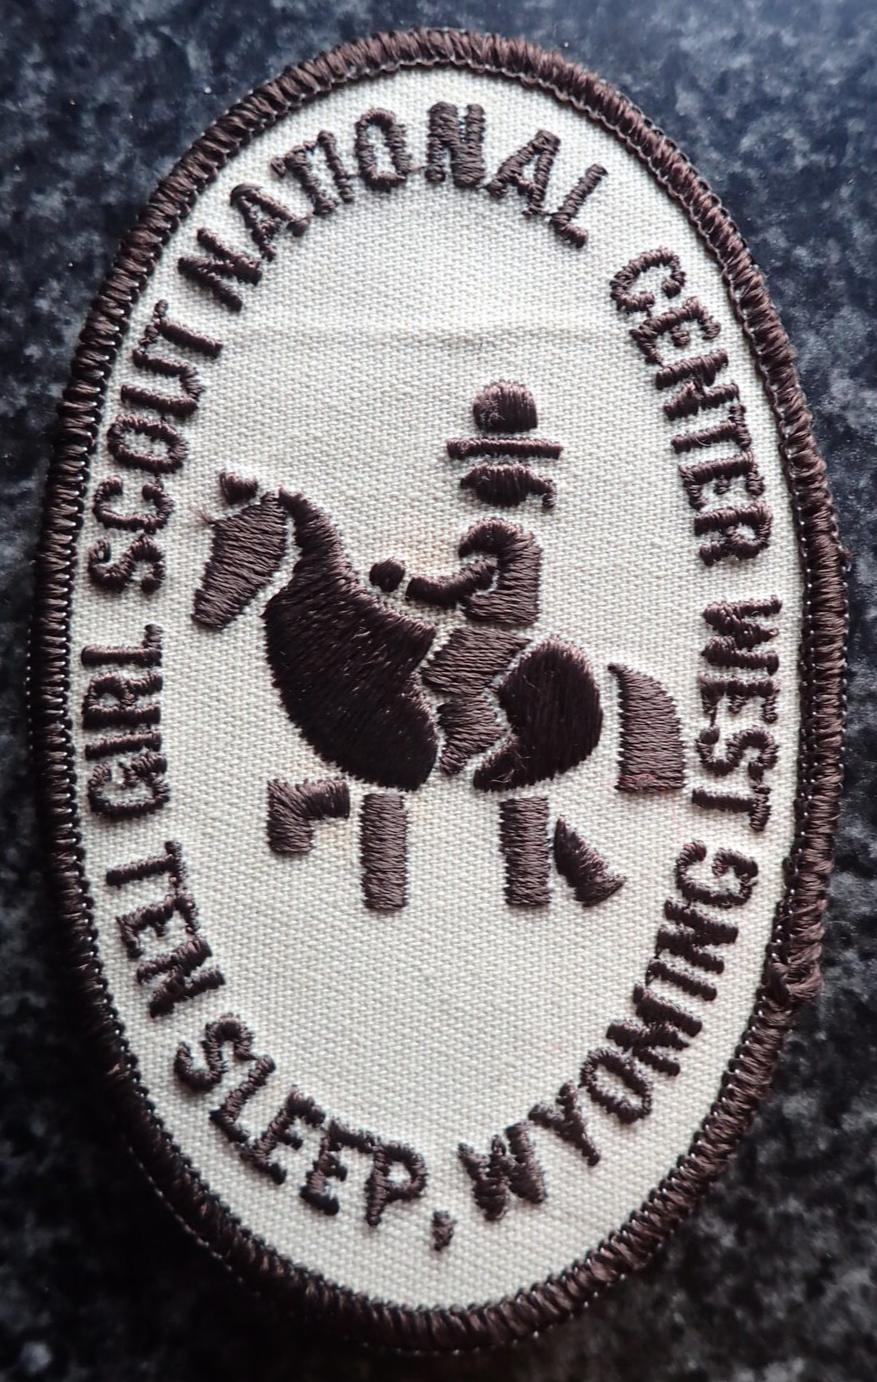 GIRL SCOUT NATIONAL CENTER WEST
TEN SLEEP, WYOMING